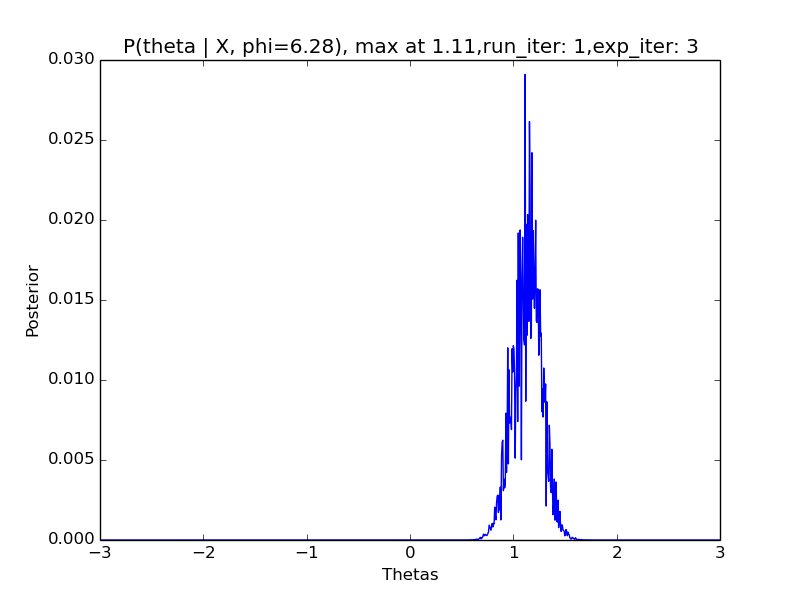 P(theta | X, phi=6.28), max at 1.11,run_iter: 1,exp_iter: 3
0.030
0.025
0.020
0.015
0.010
0.005
0.000
Posterior
−3 −2 −1 0 1 2 3
Thetas